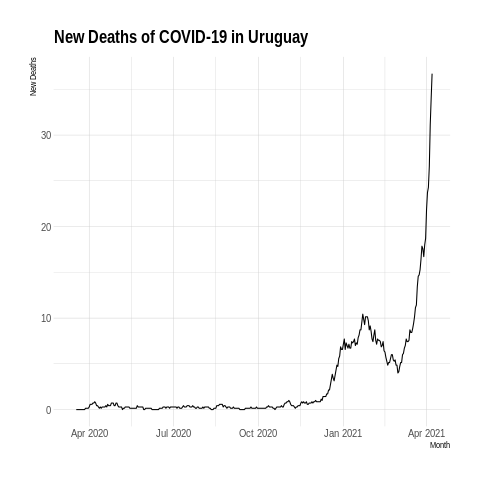 New Deaths of COVID-19 in Uruguay
New Deaths
30
20
10
0
Apr 2020 Jul 2020 Oct 2020 Jan 2021 Apr 2021
Month